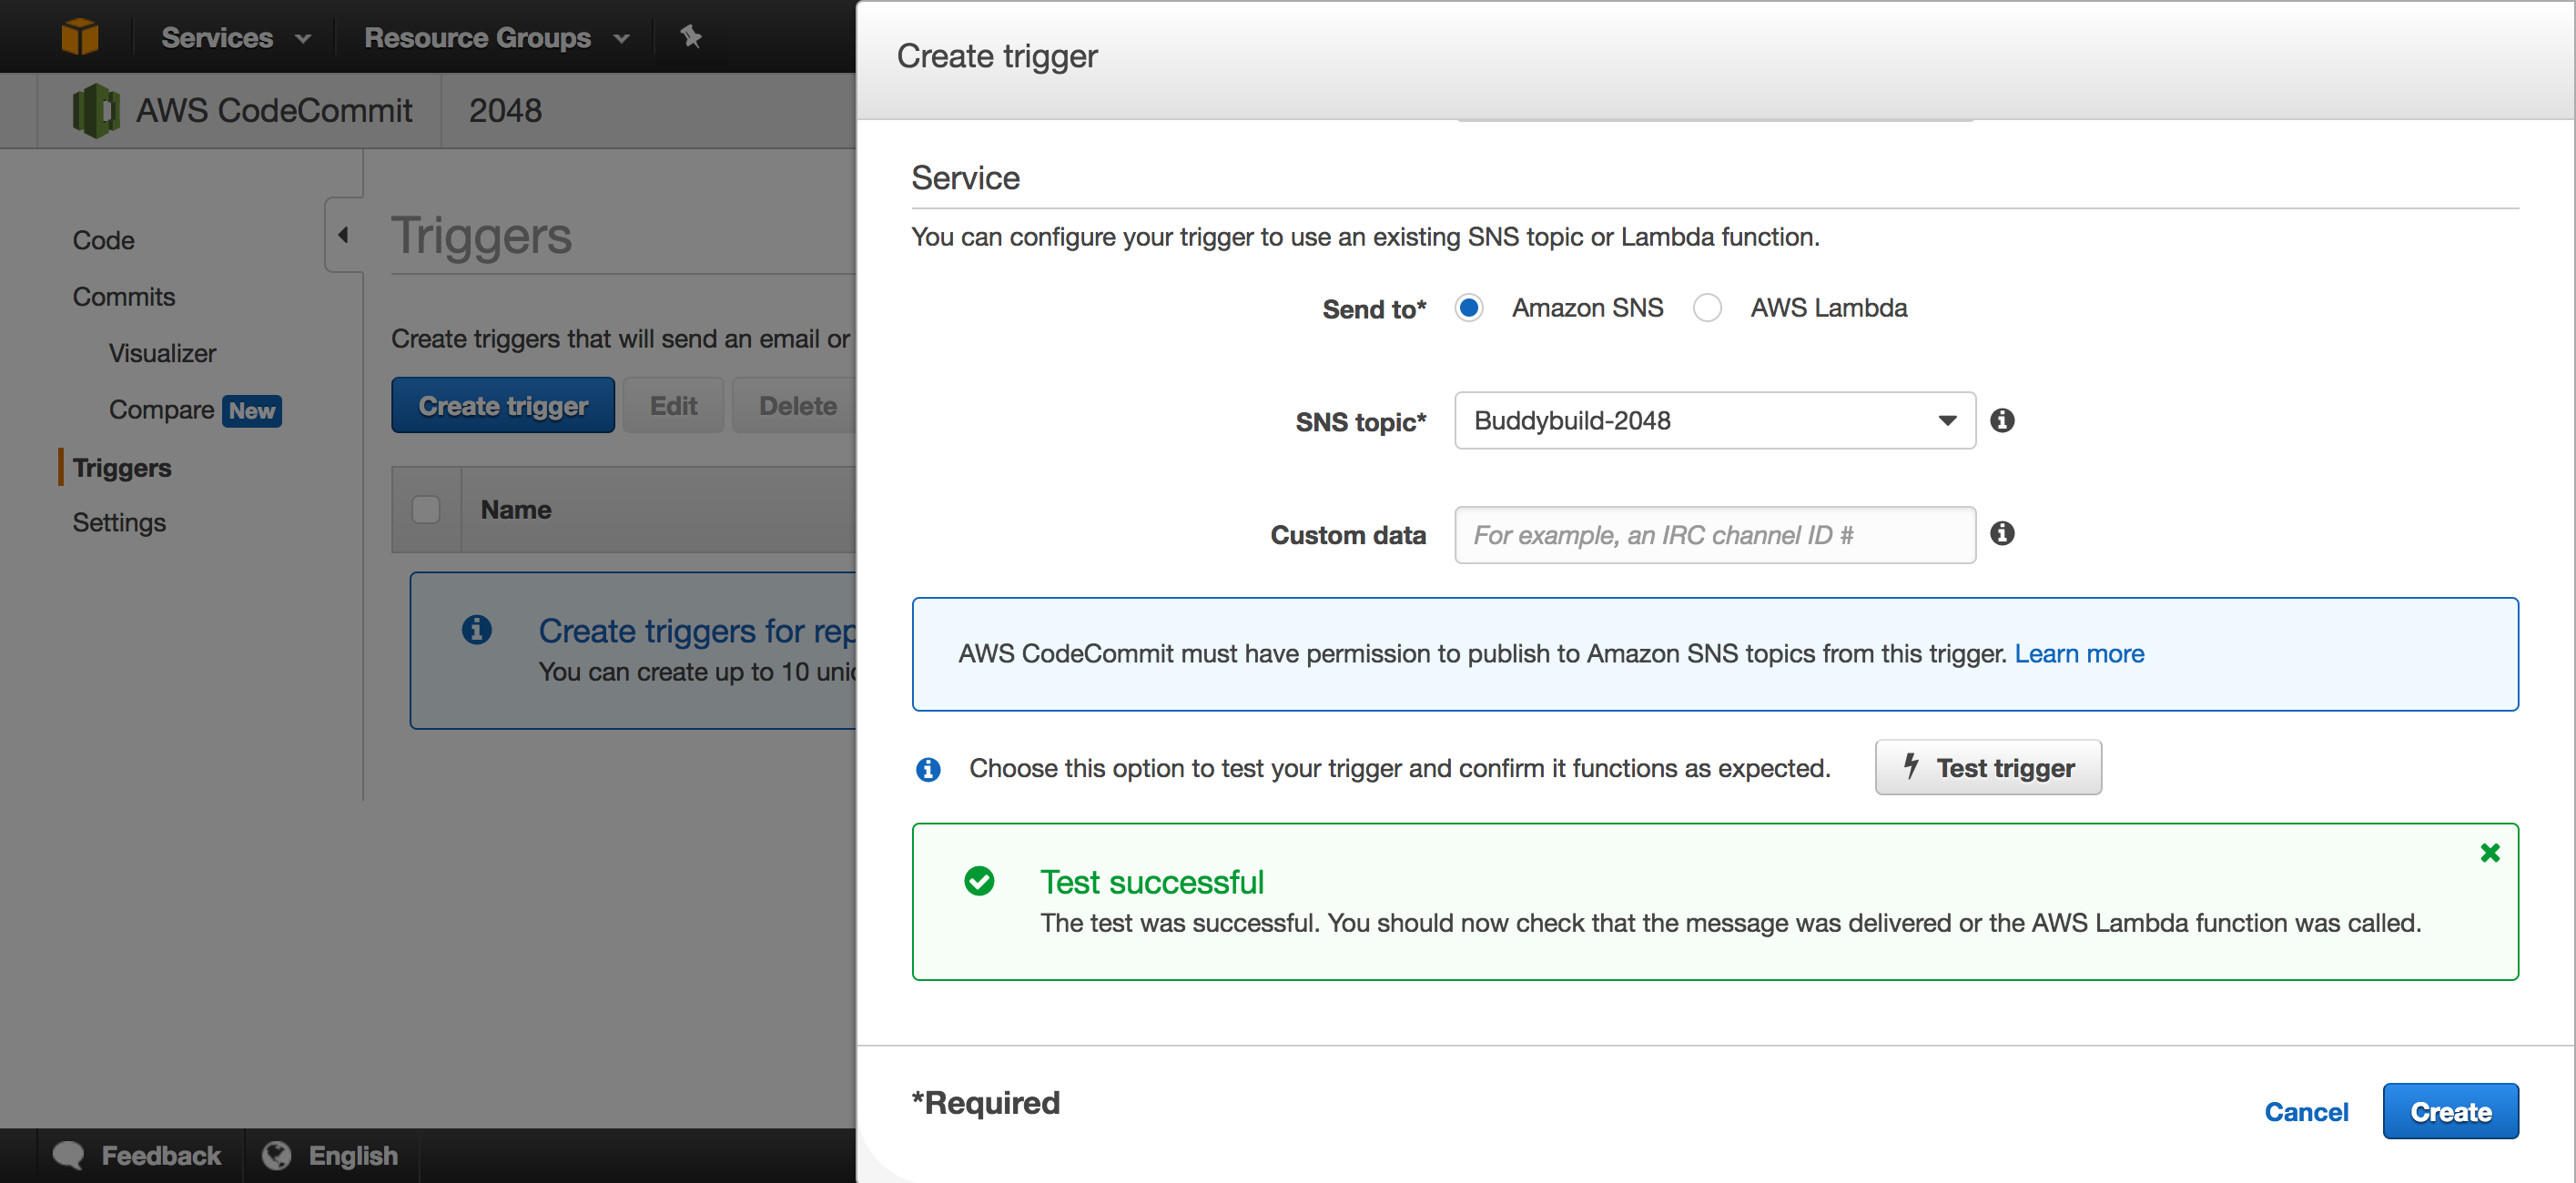 Services
Resource Groups
AWS CodeCommit
2048
Code
Commits
Visualizer
Compare New
Triggers
Settings
Triggers
Create triggers that will send an email or
Create trigger
Edit
Delete
Name
Create triggers for rep
You can create up to 10 unic
Feedback
English
Create trigger
Service
You can configure your trigger to use an existing SNS topic or Lambda function.
Send to* Amazon SNS AWS Lambda
SNS topic* Buddybuild-2048
Custom data For example, an IRC channel ID #
AWS CodeCommit must have permission to publish to Amazon SNS topics from this trigger. Learn more
Choose this option to test your trigger and confirm it functions as expected. Test trigger
Test successful
The test was successful. You should now check that the message was delivered or the AWS Lambda function was called.
*Required
Cancel Create